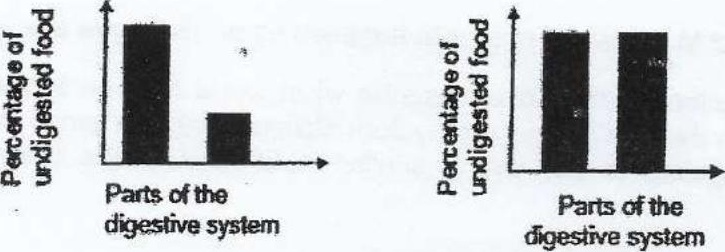 Percentage of
undigested food
Parts of the
digestive system
Percentage of
undigested food
Parts of the
digestive system